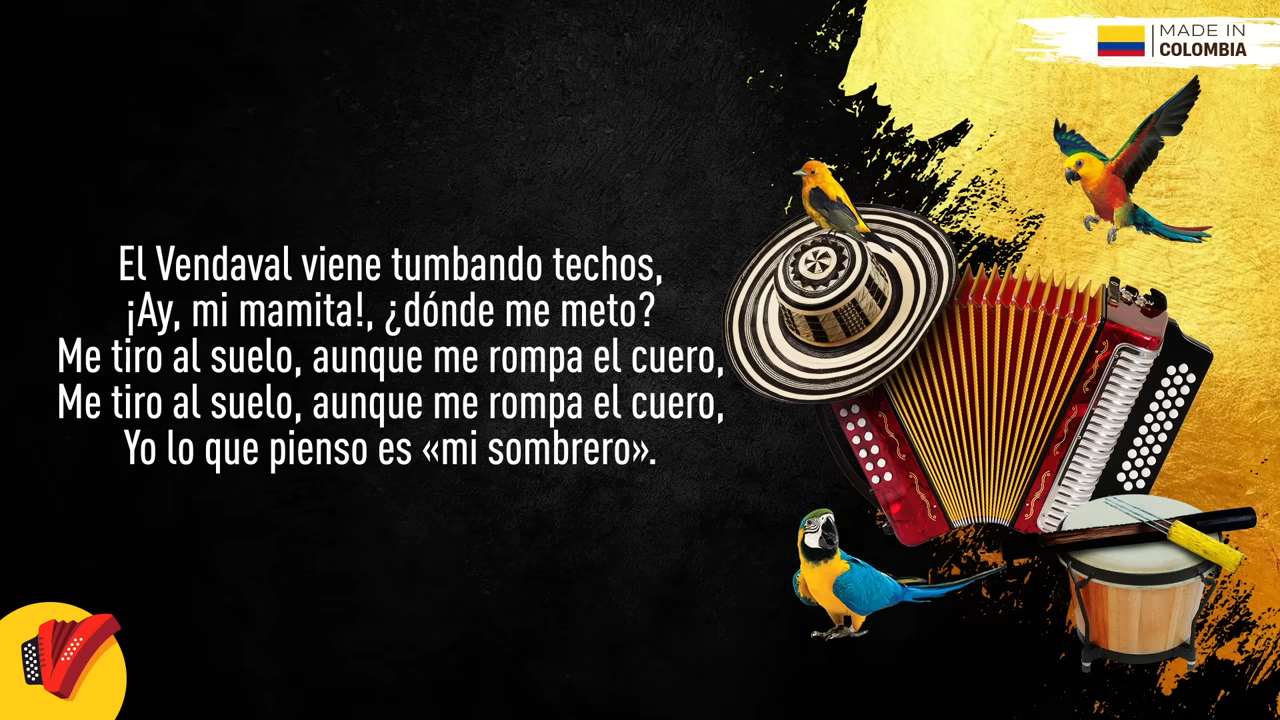 MADE IN
COLOMBIA
El Vendaval viene tumbando techos,
¡Ay, mi mamita!, ¿dónde me meto?
Me tiro al suelo, aunque me rompa el cuero,
Me tiro al suelo, aunque me rompa el cuero,
Yo lo que pienso es «mi sombrero».